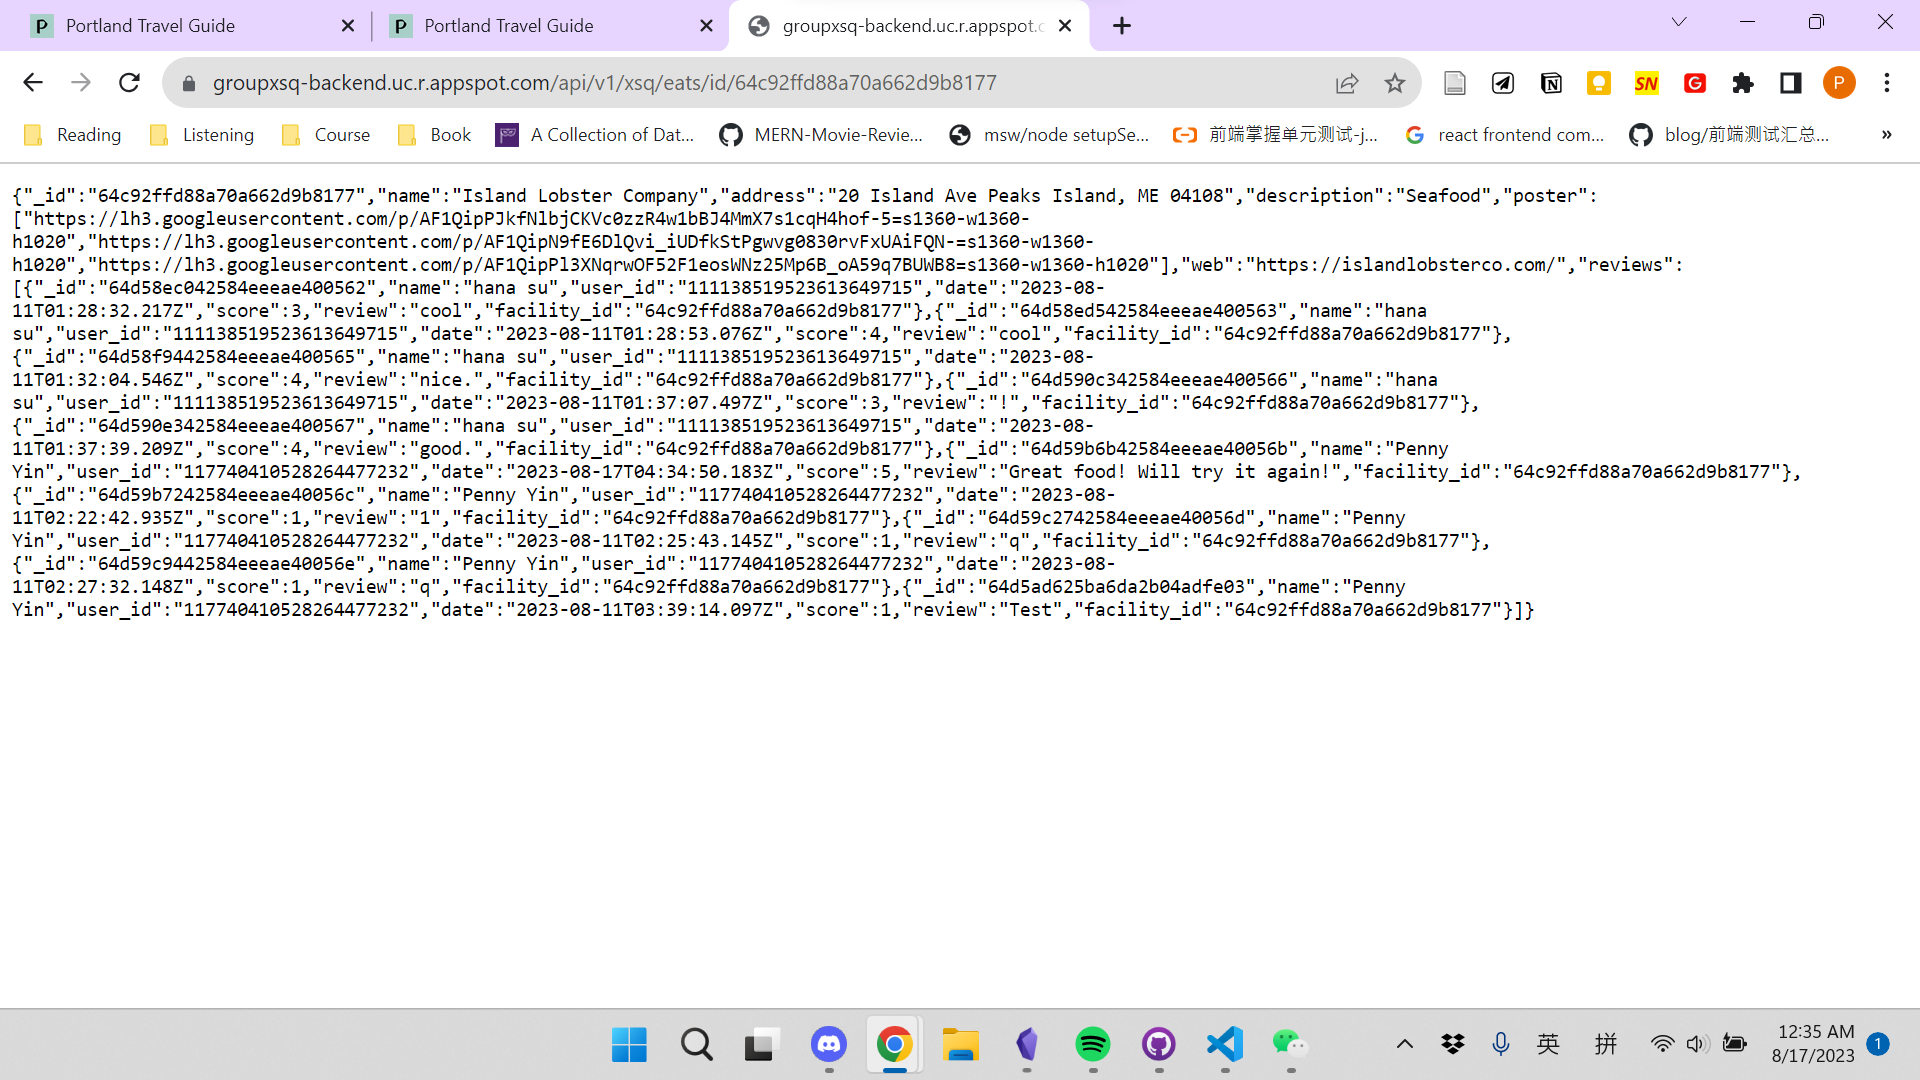 Portland Travel Guide
Portland Travel Guide
groupxsq-backend.uc.r.appspot.c
groupxsq-backend.uc.r.appspot.com/api/v1/xsq/eats/id/64c92ffd88a70a662d9b8177
SN
G
P
Reading
Listening
Course
Book
A Collection of Dat...
MERN-Movie-Revie...
msw/node setupSe...
前端掌握单元测试-j...
react frontend com...
blog/前端测试汇总...
»
{"_id":"64c92ffd88a70a662d9b8177","name":"Island Lobster Company","address":"20 Island Ave Peaks Island, ME 04108","description":"Seafood","poster":
["https://lh3.googleusercontent.com/p/AF1QipPJkfNlbjCKVc0zzR4w1bBJ4MmX7s1cqH4hof-5=s1360-w1360-
h1020","https://lh3.googleusercontent.com/p/AF1QipN9fE6DlQvi_iUDfkStPgwvg0830rvFxUAiFQN-=s1360-w1360-
h1020","https://lh3.googleusercontent.com/p/AF1QipPl3XNqrwOF52F1eosWNz25Mp6B_oA59q7BUWB8=s1360-w1360-h1020"],"web":"https://islandlobsterco.com/","reviews":
[{"_id":"64d58ec042584eeeae400562","name":"hana su","user_id":"111138519523613649715","date":"2023-08-
11T01:28:32.217Z","score":3,"review":"cool","facility_id":"64c92ffd88a70a662d9b8177"},{"_id":"64d58ed542584eeeae400563","name":"hana
su","user_id":"111138519523613649715","date":"2023-08-11T01:28:53.076Z","score":4,"review":"cool","facility_id":"64c92ffd88a70a662d9b8177"},
{"_id":"64d58f9442584eeeae400565","name":"hana su","user_id":"111138519523613649715","date":"2023-08-
11T01:32:04.546Z","score":4,"review":"nice.","facility_id":"64c92ffd88a70a662d9b8177"},{"_id":"64d590c342584eeeae400566","name":"hana
su","user_id":"111138519523613649715","date":"2023-08-11T01:37:07.497Z","score":3,"review":"!","facility_id":"64c92ffd88a70a662d9b8177"},
{"_id":"64d590e342584eeeae400567","name":"hana su","user_id":"111138519523613649715","date":"2023-08-
11T01:37:39.209Z","score":4,"review":"good.","facility_id":"64c92ffd88a70a662d9b8177"},{"_id":"64d59b6b42584eeeae40056b","name":"Penny
Yin","user_id":"117740410528264477232","date":"2023-08-17T04:34:50.183Z","score":5,"review":"Great food! Will try it again!","facility_id":"64c92ffd88a70a662d9b8177"},
{"_id":"64d59b7242584eeeae40056c","name":"Penny Yin","user_id":"117740410528264477232","date":"2023-08-
11T02:22:42.935Z","score":1,"review":"1","facility_id":"64c92ffd88a70a662d9b8177"},{"_id":"64d59c2742584eeeae40056d","name":"Penny
Yin","user_id":"117740410528264477232","date":"2023-08-11T02:25:43.145Z","score":1,"review":"q","facility_id":"64c92ffd88a70a662d9b8177"},
{"_id":"64d59c9442584eeeae40056e","name":"Penny Yin","user_id":"117740410528264477232","date":"2023-08-
11T02:27:32.148Z","score":1,"review":"q","facility_id":"64c92ffd88a70a662d9b8177"},{"_id":"64d5ad625ba6da2b04adfe03","name":"Penny
Yin","user_id":"117740410528264477232","date":"2023-08-11T03:39:14.097Z","score":1,"review":"Test","facility_id":"64c92ffd88a70a662d9b8177"}]}
英
拼
12:35 AM
8/17/2023
1